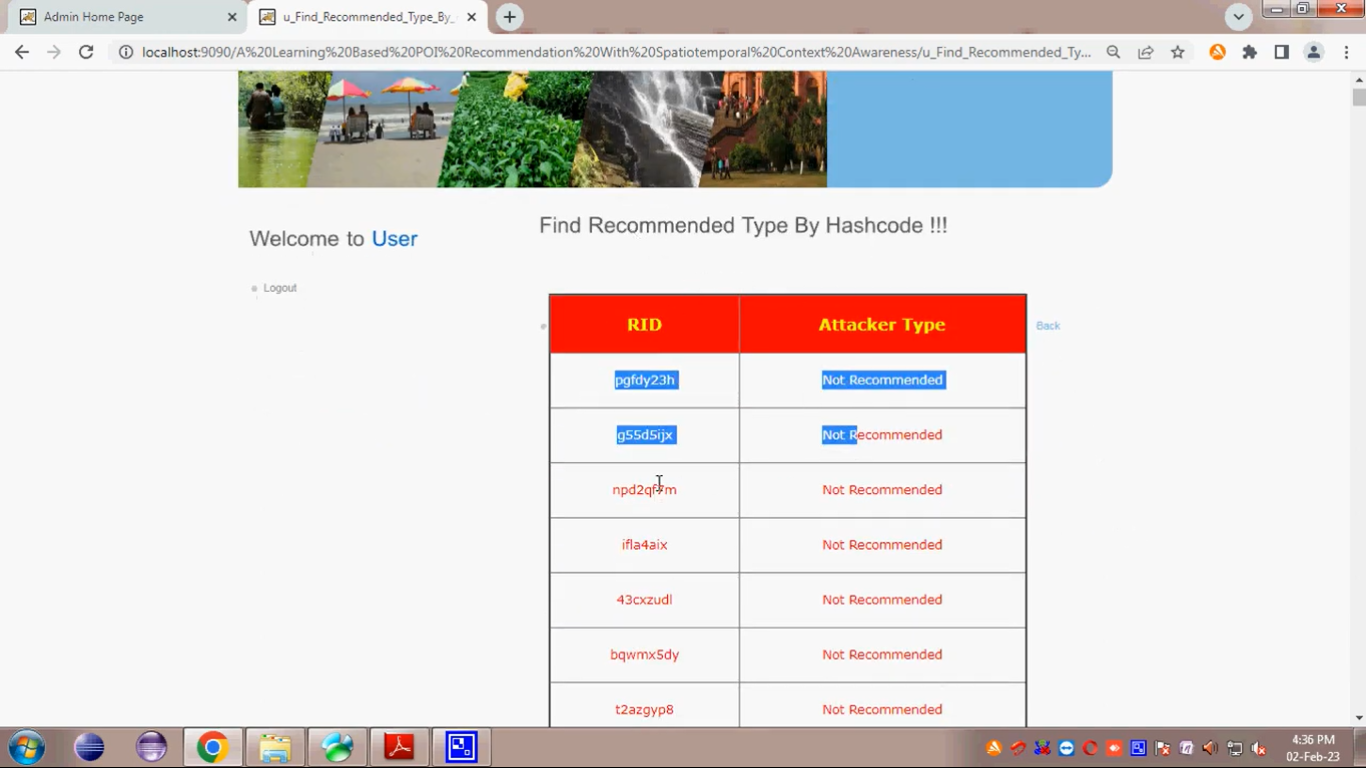 Admin Home Page
u_Find_Recommended_Type_By_
localhost:9090/A%20Learning%20Based%20POI%20Recommendation%20With%20Spatiotemporal%20Context%20Awareness/u_Find_Recommended_Ty...
Find Recommended Type By Hashcode !!!
Welcome to User
Logout
RID Attacker Type
Back
pgfdy23h Not Recommended
g55d5ijx Not Recommended
npd2qf7m Not Recommended
ifla4aix Not Recommended
43cxzudl Not Recommended
bqwmx5dy Not Recommended
t2azgyp8 Not Recommended
4:36 PM
02-Feb-23